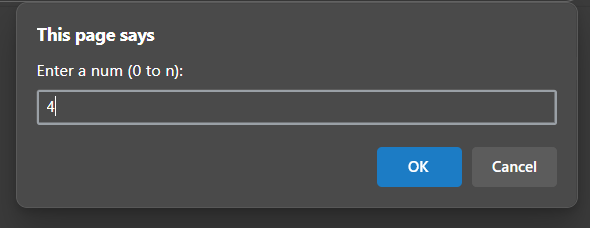 This page says
Enter a num (0 to n):
4
OK
Cancel